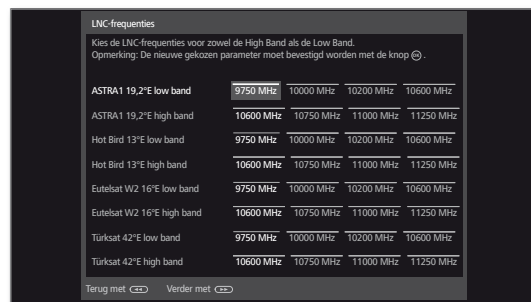 LNC-frequenties
Kies de LNC-frequenties voor zowel de High Band als de Low Band.
Opmerking: De nieuwe gekozen parameter moet bevestigd worden met de knop OK.
ASTRA1 19,2°E low band 9750 MHz 10000 MHz 10200 MHz 10600 MHz
ASTRA1 19,2°E high band 10600 MHz 10750 MHz 11000 MHz 11250 MHz
Hot Bird 13°E low band 9750 MHz 10000 MHz 10200 MHz 10600 MHz
Hot Bird 13°E high band 10600 MHz 10750 MHz 11000 MHz 11250 MHz
Eutelsat W2 16°E low band 9750 MHz 10000 MHz 10200 MHz 10600 MHz
Eutelsat W2 16°E high band 10600 MHz 10750 MHz 11000 MHz 11250 MHz
Türksat 42°E low band 9750 MHz 10000 MHz 10200 MHz 10600 MHz
Türksat 42°E high band 10600 MHz 10750 MHz 11000 MHz 11250 MHz
Terug met Verder met